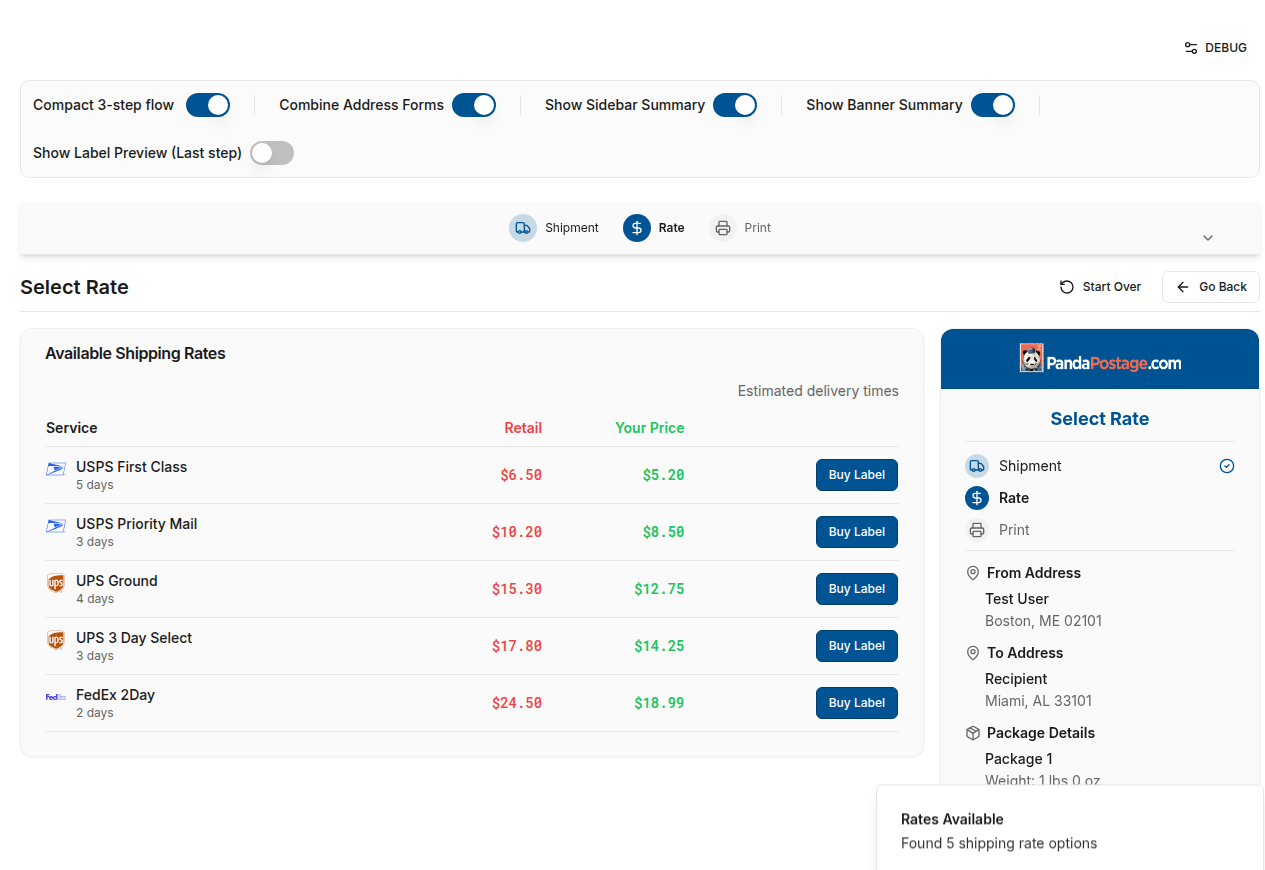 DEBUG
Compact 3-step flow
Combine Address Forms
Show Sidebar Summary
Show Banner Summary
Show Label Preview (Last step)
Shipment
Rate
Print
Select Rate
Start Over
Go Back
Available Shipping Rates
Estimated delivery times
Service Retail Your Price
USPS First Class
5 days
$6.50 $5.20 Buy Label
USPS Priority Mail
3 days
$10.20 $8.50 Buy Label
ups
UPS Ground
4 days
$15.30 $12.75 Buy Label
ups
UPS 3 Day Select
3 days
$17.80 $14.25 Buy Label
FedEx
FedEx 2Day
2 days
$24.50 $18.99 Buy Label
PandaPostage.com
Select Rate
Shipment
Rate
Print
From Address
Test User
Boston, ME 02101
To Address
Recipient
Miami, AL 33101
Package Details
Package 1
Weight: 1 lbs 0 oz
Rates Available
Found 5 shipping rate options